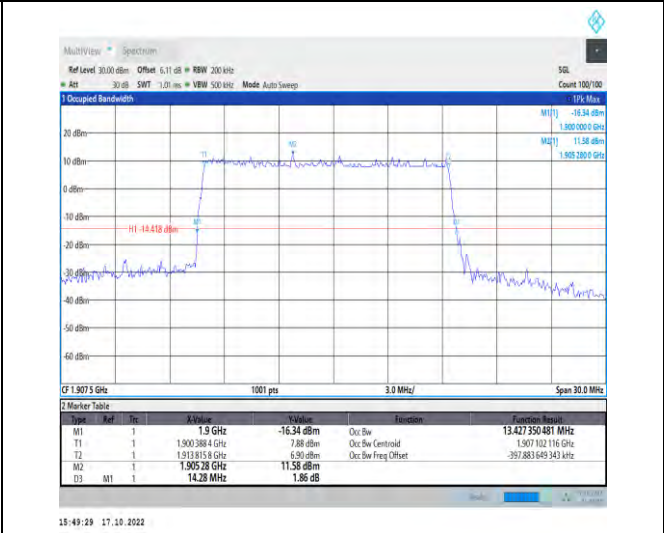 MultiView Spectrum
Ref Level 30.00 dBm Offset 6.11 dB RBW 200 kHz SGL
Att 30 dB SWT 1.01 ms VBW 500 kHz Mode Auto Sweep Count 100/100
1 Occupied Bandwidth 1Pk Max
M1[1] -16.34 dBm
1.900 000 0 GHz
M2[1] 11.58 dBm
1.905 280 0 GHz
20 dBm
M2
T1
10 dBm
0 dBm
-10 dBm
M1
H1 -14.418 dBm
-30 dBm
-40 dBm
-50 dBm
-60 dBm
CF 1.907 5 GHz 1001 pts 3.0 MHz/ Span 30.0 MHz
2 Marker Table
Type Ref Trc X-Value Y-Value Function Function Result
M1 1 1.9 GHz -16.34 dBm Occ Bw 13.427 350 481 MHz
T1 1 1.900 388 4 GHz 7.88 dBm Occ Bw Centroid 1.907 102 116 GHz
T2 1 1.913 815 8 GHz 6.90 dBm Occ Bw Freq Offset -397.883 649 343 kHz
M2 1 1.905 28 GHz 11.58 dBm
D3 M1 1 14.28 MHz 1.86 dB
15:49:29 17.10.2022